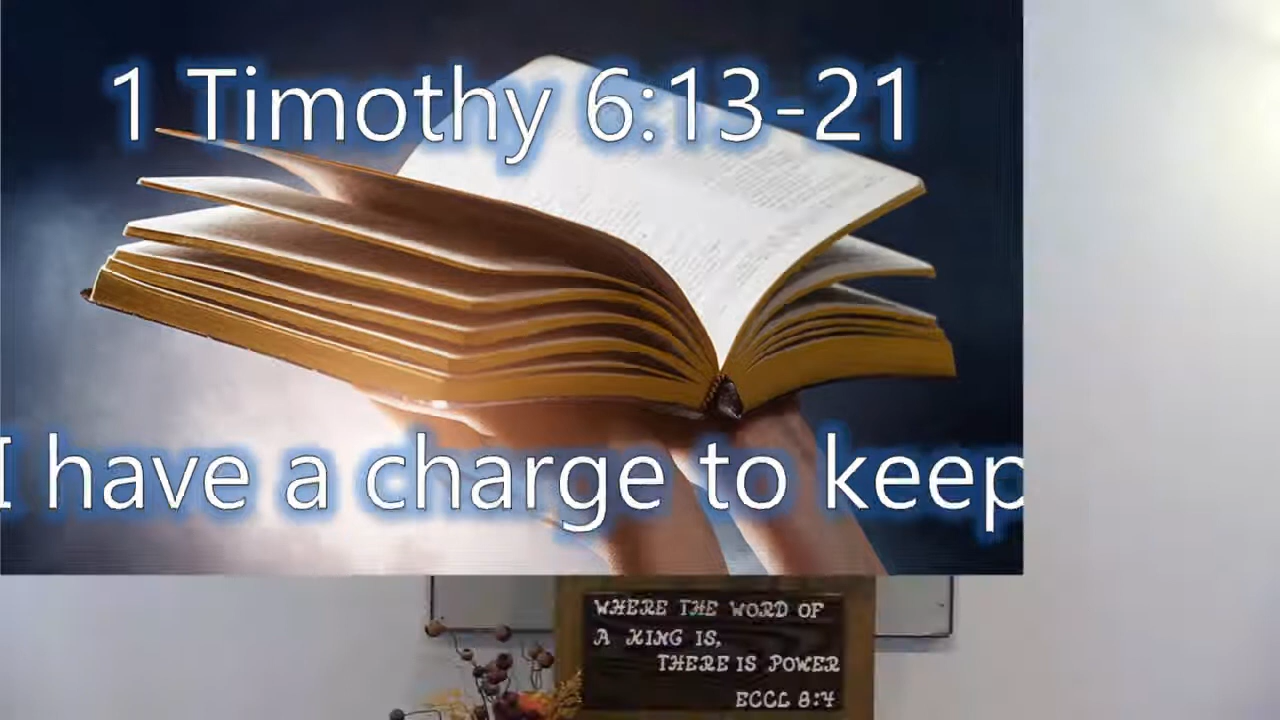 1 Timothy 6:13-21
I have a charge to keep
WHERE THE WORD OF
A KING IS,
THERE IS POWER
ECCL 8:4